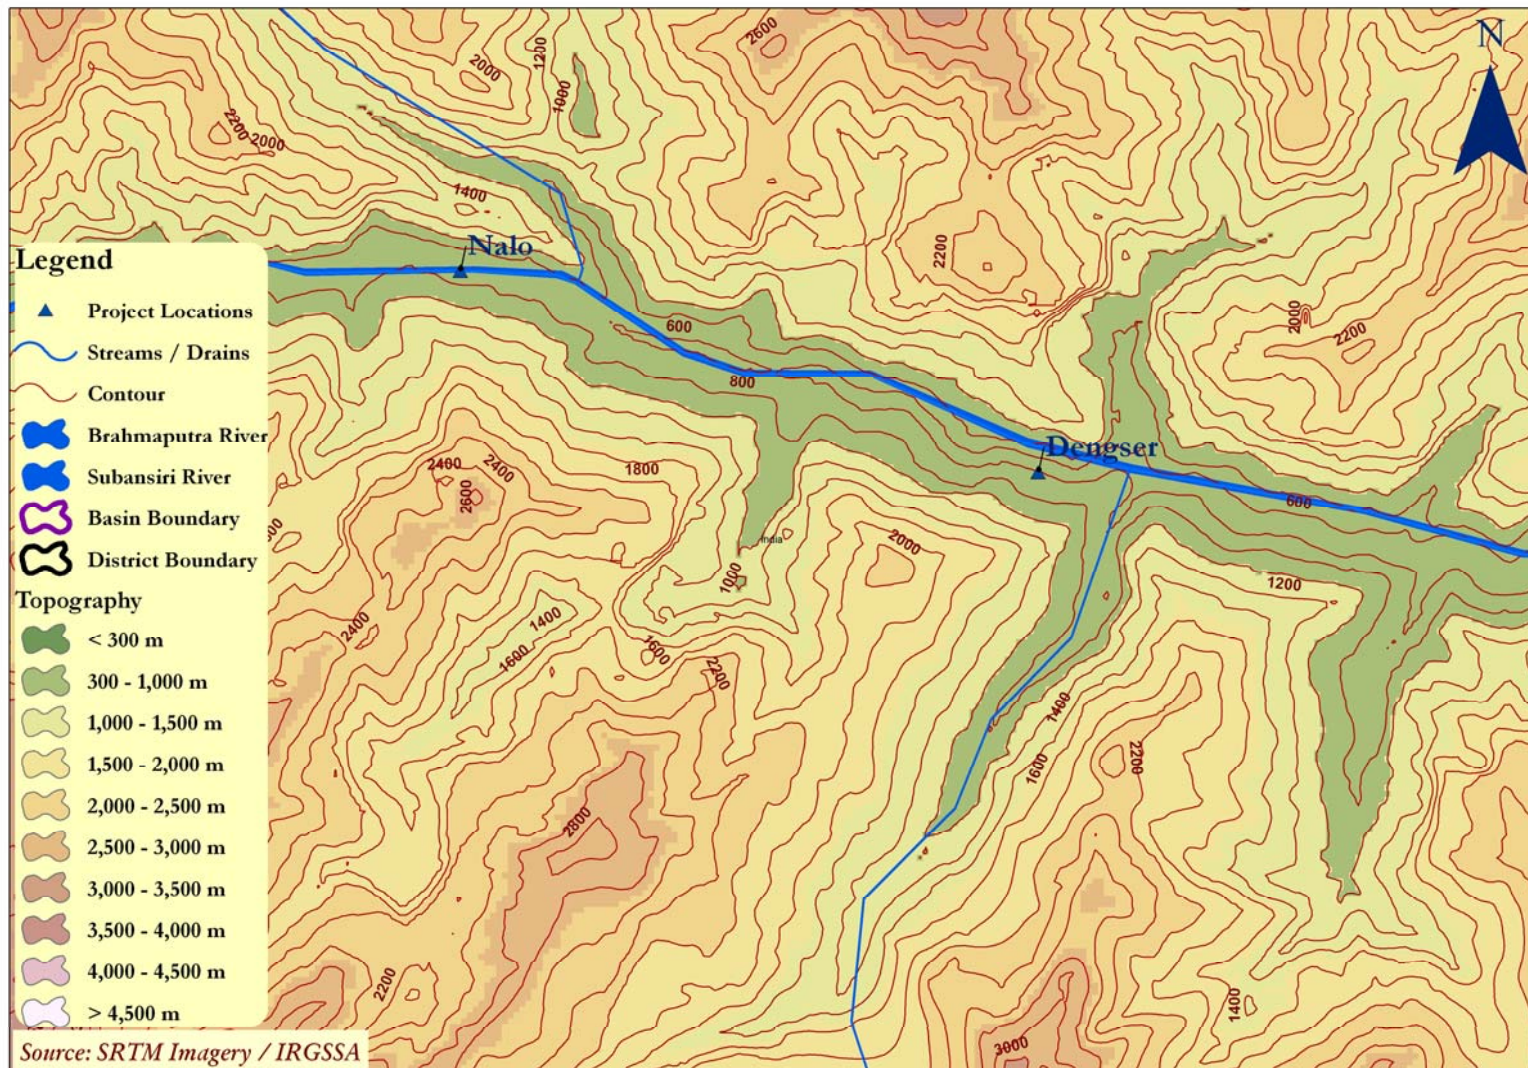 2600
N
2000
1200
1000
2200
2000
1400
Nalo
2200
Legend
Project Locations
Streams / Drains
Contour
Brahmaputra River
Subansiri River
Basin Boundary
District Boundary
Topography
< 300 m
300 - 1,000 m
1,000 - 1,500 m
1,500 - 2,000 m
2,000 - 2,500 m
2,500 - 3,000 m
3,000 - 3,500 m
3,500 - 4,000 m
4,000 - 4,500 m
> 4,500 m
Source: SRTM Imagery / IRGSSA
600
2000
2200
800
Dengser
2400
2400
1800
2600
600
India
2000
1000
1200
2400
1400
1600
1600
2200
1400
1600
2200
2800
2200
1400
3000